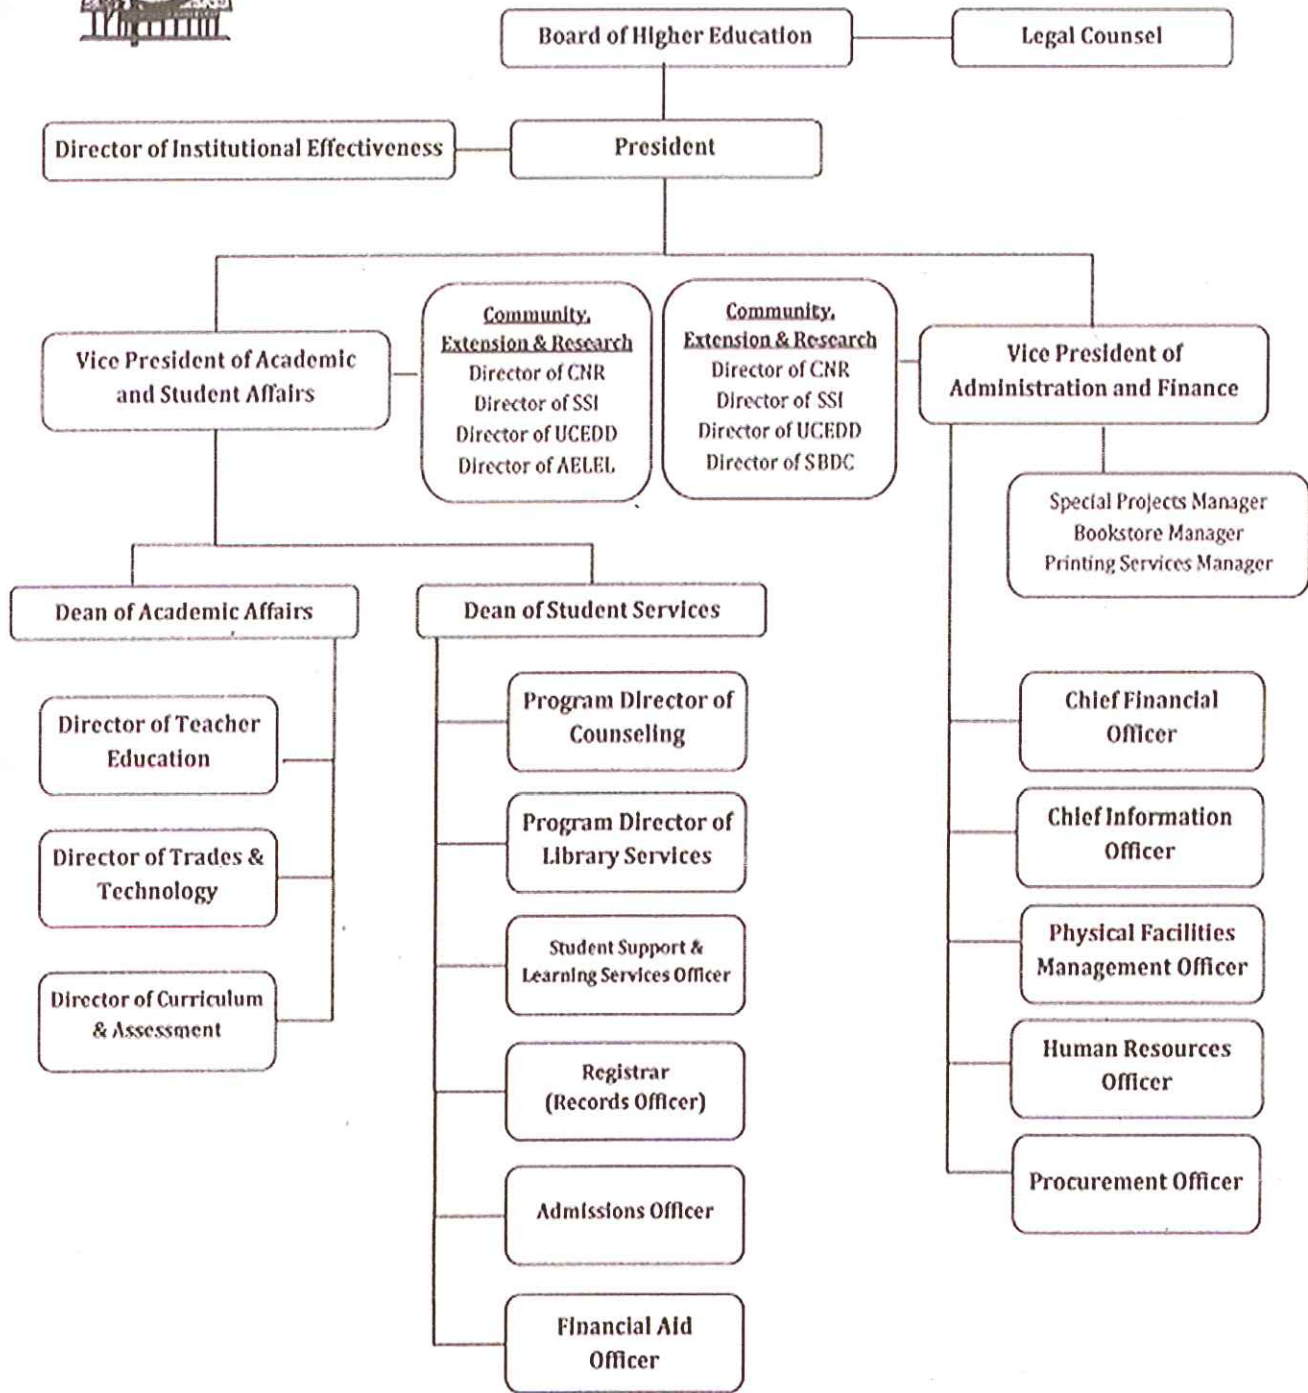 Board of Higher Education
Legal Counsel
Director of Institutional Effectiveness
President
Community,
Extension & Research
Director of CNR
Director of SSI
Director of UCEDD
Director of AELEL
Community,
Extension & Research
Director of CNR
Director of SSI
Director of UCEDD
Director of SBDC
Vice President of Academic
and Student Affairs
Vice President of
Administration and Finance
Special Projects Manager
Bookstore Manager
Printing Services Manager
Dean of Academic Affairs
Dean of Student Services
Director of Teacher
Education
Director of Trades &
Technology
Director of Curriculum
& Assessment
Program Director of
Counseling
Program Director of
Library Services
Student Support &
Learning Services Officer
Registrar
(Records Officer)
Admissions Officer
Financial Aid
Officer
Chief Financial
Officer
Chief Information
Officer
Physical Facilities
Management Officer
Human Resources
Officer
Procurement Officer